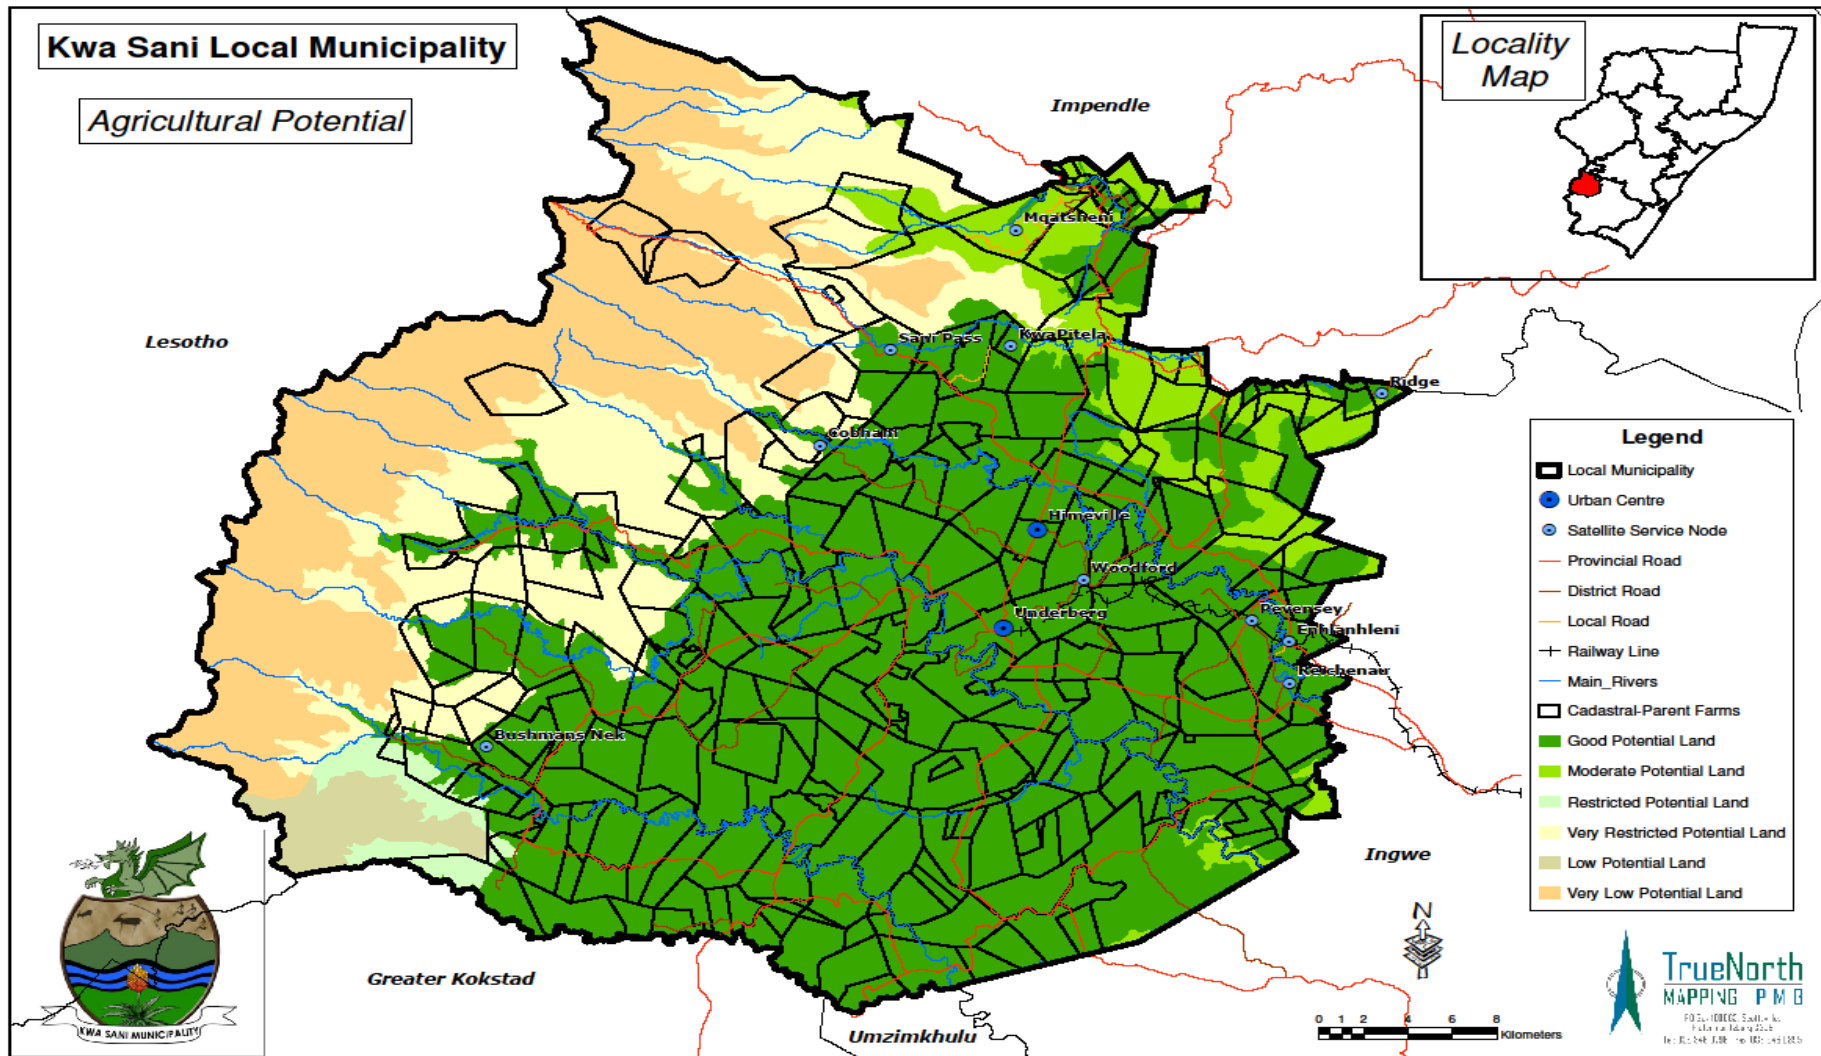 Kwa Sani Local Municipality
Agricultural Potential
Locality
Map
Impendle
Lesotho
Mqatsheni
Sani Pass
KwaPitela
Ridge
Cobham
Himeville
Woodford
Underberg
Pevensey
Enhlanhleni
Reichenau
Bushmans Nek
Ingwe
Greater Kokstad
Umzimkhulu
Legend
Local Municipality
Urban Centre
Satellite Service Node
Provincial Road
District Road
Local Road
Railway Line
Main_Rivers
Cadastral-Parent Farms
Good Potential Land
Moderate Potential Land
Restricted Potential Land
Very Restricted Potential Land
Low Potential Land
Very Low Potential Land
N
0 1 2 4 6 8
Kilometers
KWA SANI MUNICIPALITY
TrueNorth
MAPPING PMB